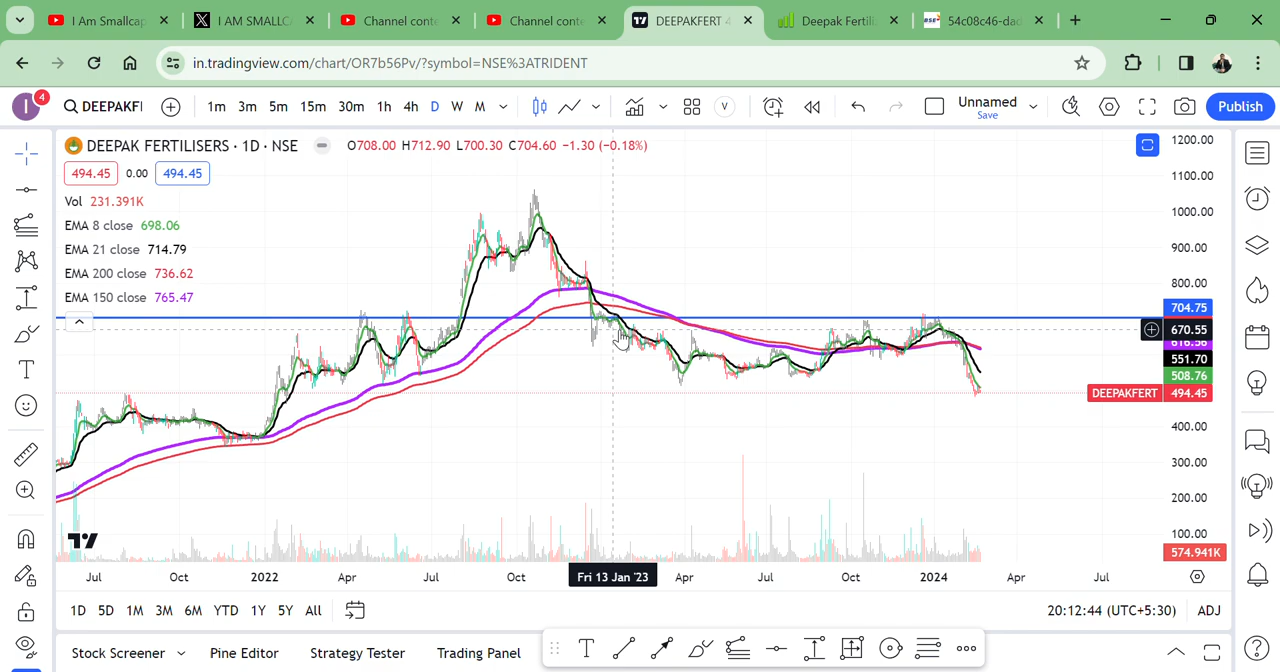 I Am Smallcap
I AM SMALLC
Channel conte
Channel conte
DEEPAKFERT 4
Deepak Fertili
BSE
54c08c46-dad
in.tradingview.com/chart/OR7b56Pv/?symbol=NSE%3ATRIDENT
I
4
DEEPAKFI
1m 3m 5m 15m 30m 1h 4h D W M
V
Unnamed
Save
Publish
DEEPAK FERTILISERS · 1D · NSE
O708.00 H712.90 L700.30 C704.60 −1.30 (−0.18%)
494.45 0.00 494.45
Vol 231.391K
EMA 8 close 698.06
EMA 21 close 714.79
EMA 200 close 736.62
EMA 150 close 765.47
1200.00
1100.00
1000.00
900.00
800.00
704.75
670.55
551.70
508.76
DEEPAKFERT 494.45
400.00
300.00
200.00
100.00
574.941K
Jul Oct 2022 Apr Jul Oct Fri 13 Jan '23 Apr Jul Oct 2024 Apr Jul
1D 5D 1M 3M 6M YTD 1Y 5Y All
20:12:44 (UTC+5:30) ADJ
Stock Screener Pine Editor Strategy Tester Trading Panel